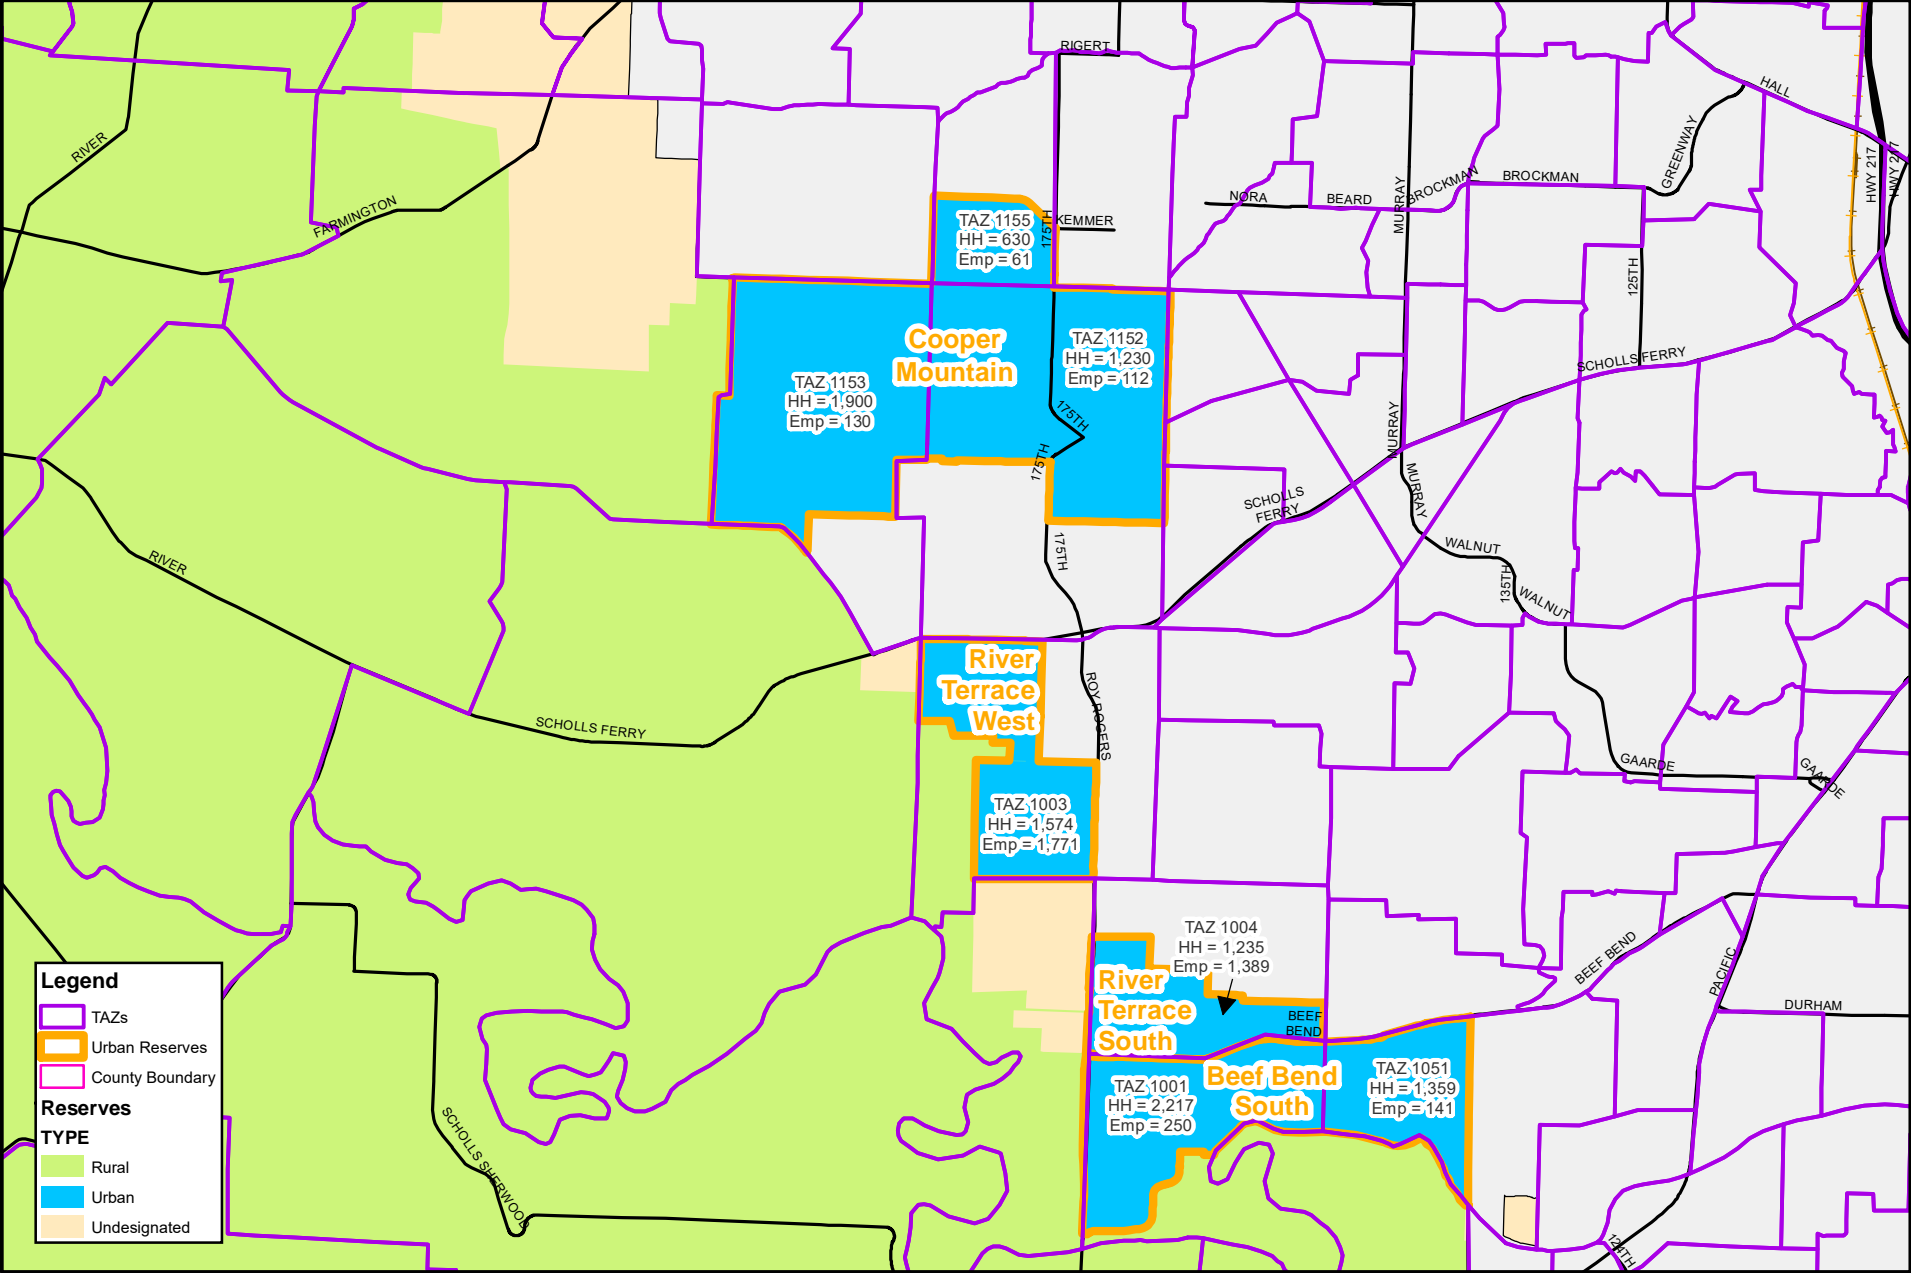 RIGERT
HALL
RIVER
GREENWAY
HWY 217
HWY 217
FARMINGTON
NORA
BEARD
MURRAY
BROCKMAN
BROCKMAN
TAZ 1155
HH = 630
Emp = 61
175TH
KEMMER
125TH
Cooper
Mountain
TAZ 1152
HH = 1,230
Emp = 112
SCHOLLS FERRY
TAZ 1153
HH = 1,900
Emp = 130
175TH
175TH
MURRAY
MURRAY
SCHOLLS
FERRY
RIVER
175TH
WALNUT
135TH
WALNUT
River
Terrace
West
ROY ROGERS
SCHOLLS FERRY
GAARDE
GAARDE
TAZ 1003
HH = 1,574
Emp = 1,771
TAZ 1004
HH = 1,235
Emp = 1,389
BEEF BEND
PACIFIC
River
Terrace
South
BEEF
BEND
DURHAM
TAZ 1001
HH = 2,217
Emp = 250
Beef Bend
South
TAZ 1051
HH = 1,359
Emp = 141
SCHOLLS SHERWOOD
124TH
Legend
TAZs
Urban Reserves
County Boundary
Reserves
TYPE
Rural
Urban
Undesignated